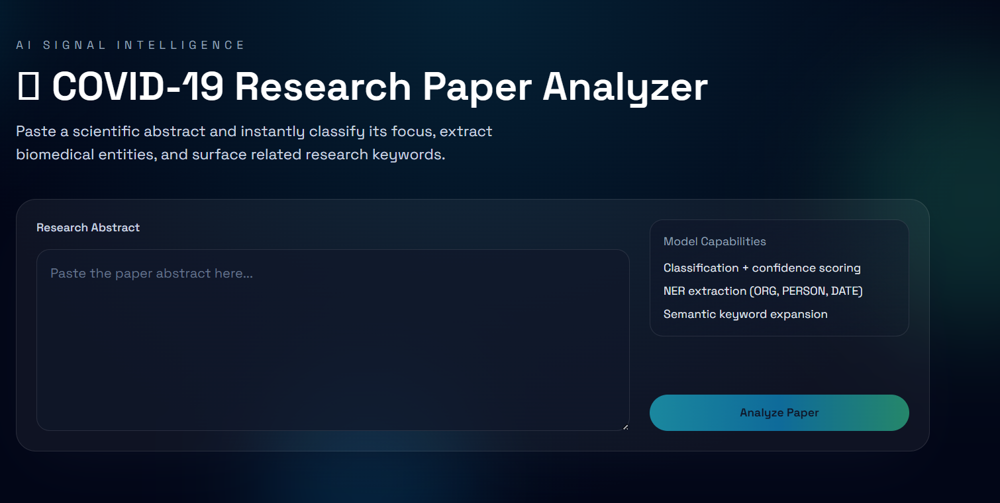 AI SIGNAL INTELLIGENCE
COVID-19 Research Paper Analyzer
Paste a scientific abstract and instantly classify its focus, extract
biomedical entities, and surface related research keywords.
Research Abstract
Paste the paper abstract here...
Model Capabilities
Classification + confidence scoring
NER extraction (ORG, PERSON, DATE)
Semantic keyword expansion
Analyze Paper